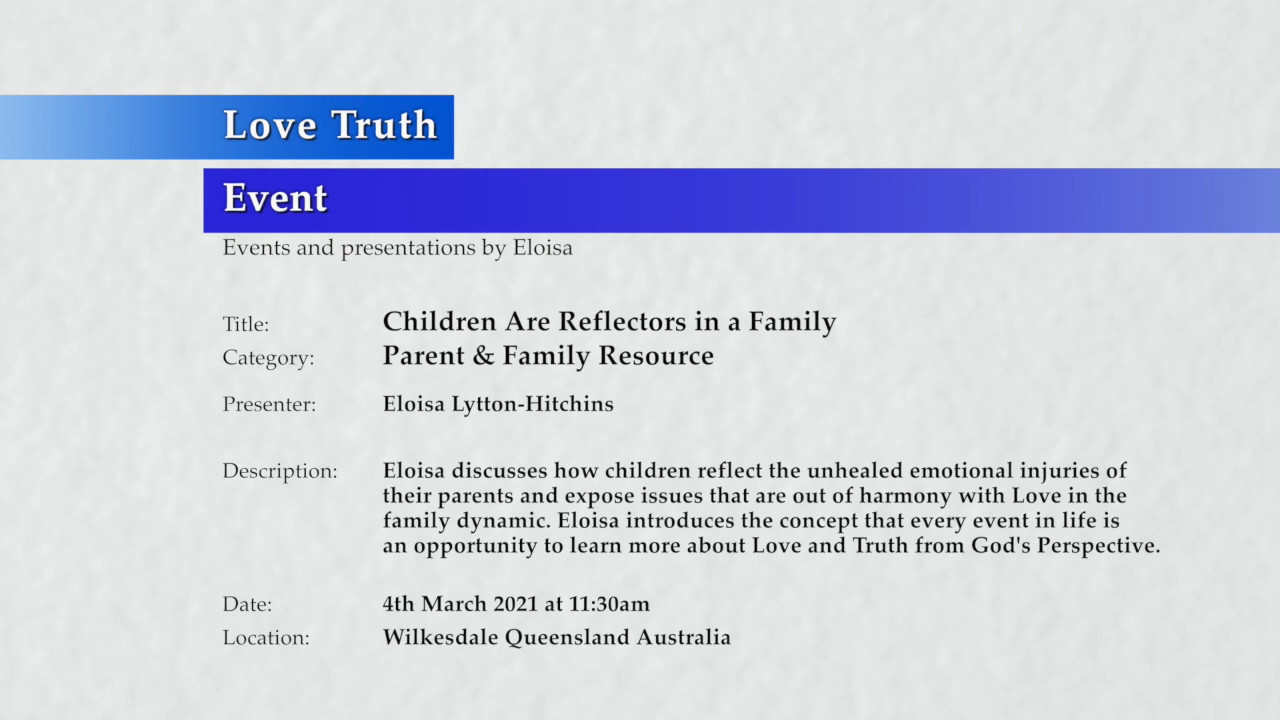 Love Truth
Event
Events and presentations by Eloisa
Title: Children Are Reflectors in a Family
Category: Parent & Family Resource
Presenter: Eloisa Lytton-Hitchins
Description: Eloisa discusses how children reflect the unhealed emotional injuries of
their parents and expose issues that are out of harmony with Love in the
family dynamic. Eloisa introduces the concept that every event in life is
an opportunity to learn more about Love and Truth from God's Perspective.
Date: 4th March 2021 at 11:30am
Location: Wilkesdale Queensland Australia